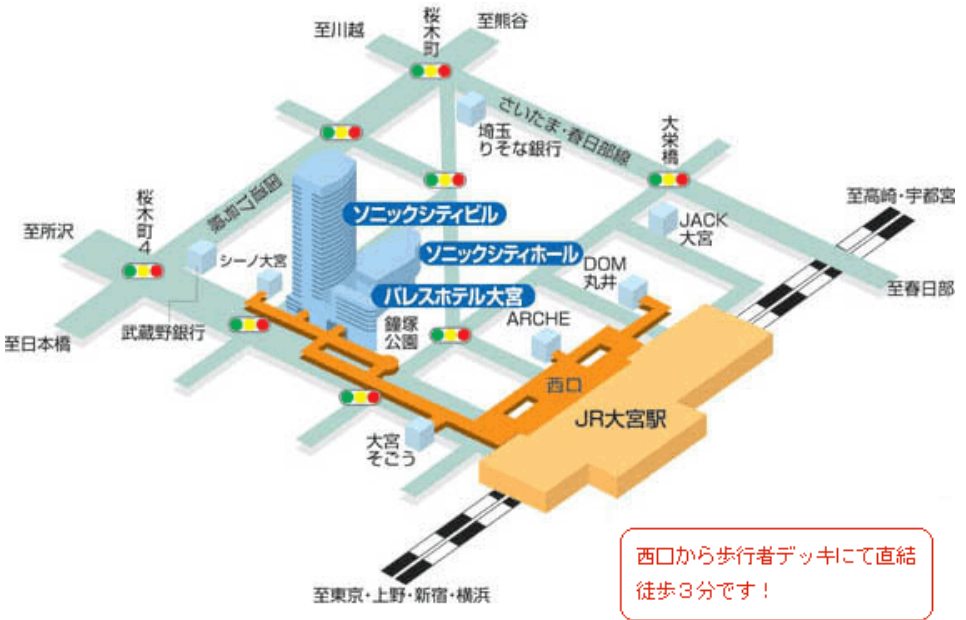 至川越
桜木町
至熊谷
さいたま・春日部線
埼玉
りそな銀行
大栄橋
国道17号線
至高崎・宇都宮
桜木町4
至所沢
ソニックシティビル
JACK
大宮
シーノ大宮
ソニックシティホール
DOM
丸井
至春日部
パレスホテル大宮
武蔵野銀行
至日本橋
鐘塚
公園
ARCHE
西口
JR大宮駅
大宮
そごう
西口から歩行者デッキにて直結
徒歩3分です！
至東京・上野・新宿・横浜